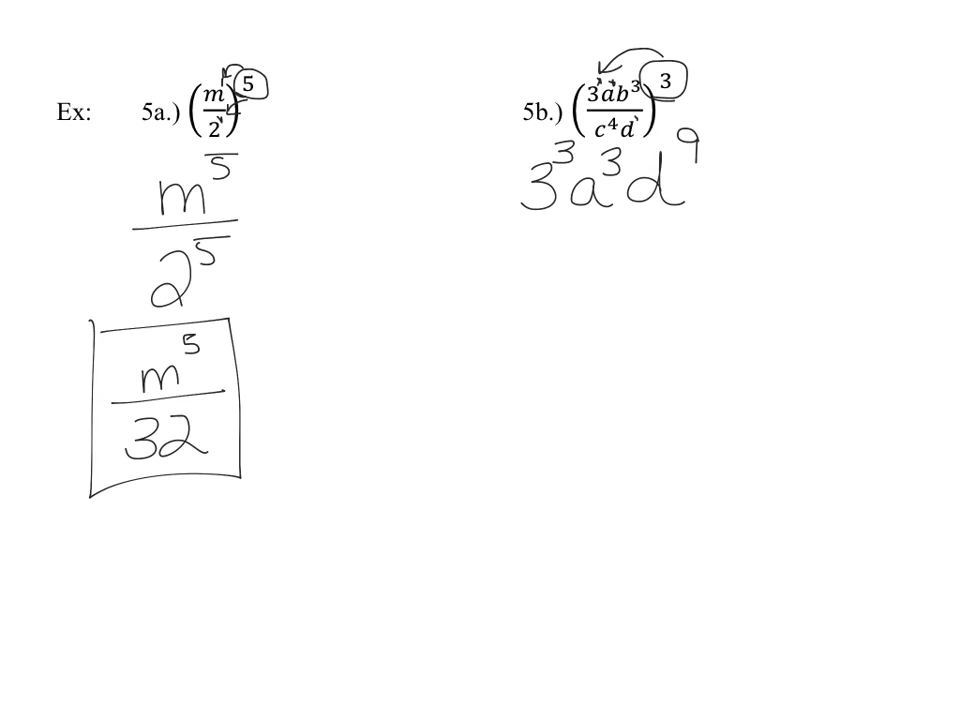 Ex: 5a.) (m/2)^5
m^5/2^5
m^5/32
5b.) (3ab^3/c^4d)^3
3^3a^3d^9